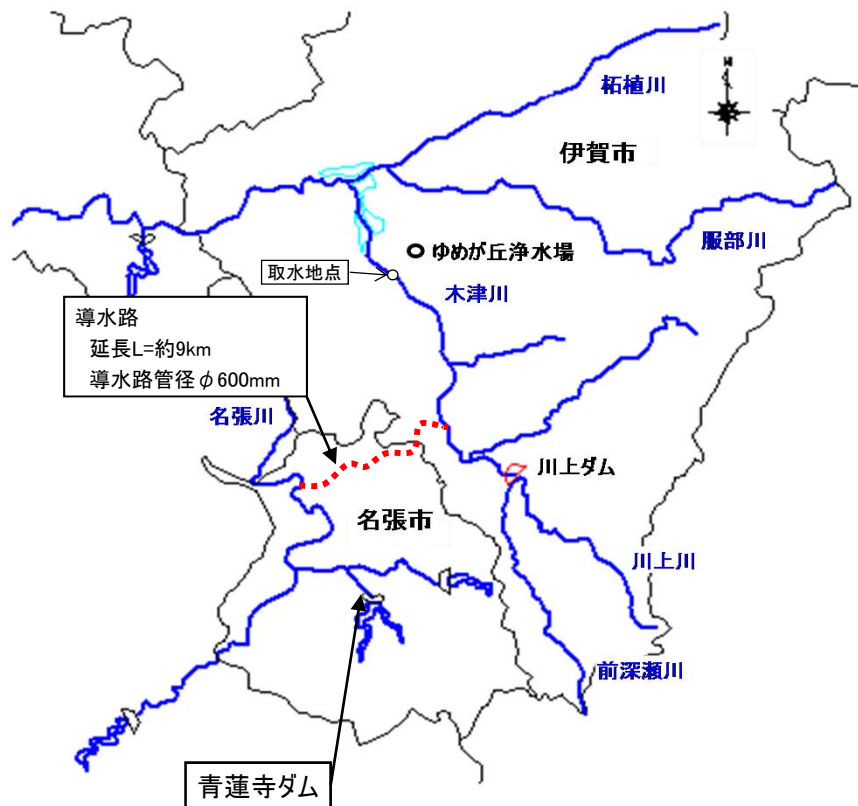 柘植川
N
伊賀市
服部川
ゆめが丘浄水場
取水地点
木津川
導水路
延長L=約9km
導水路管径φ600mm
名張川
川上ダム
名張市
川上川
前深瀬川
青蓮寺ダム